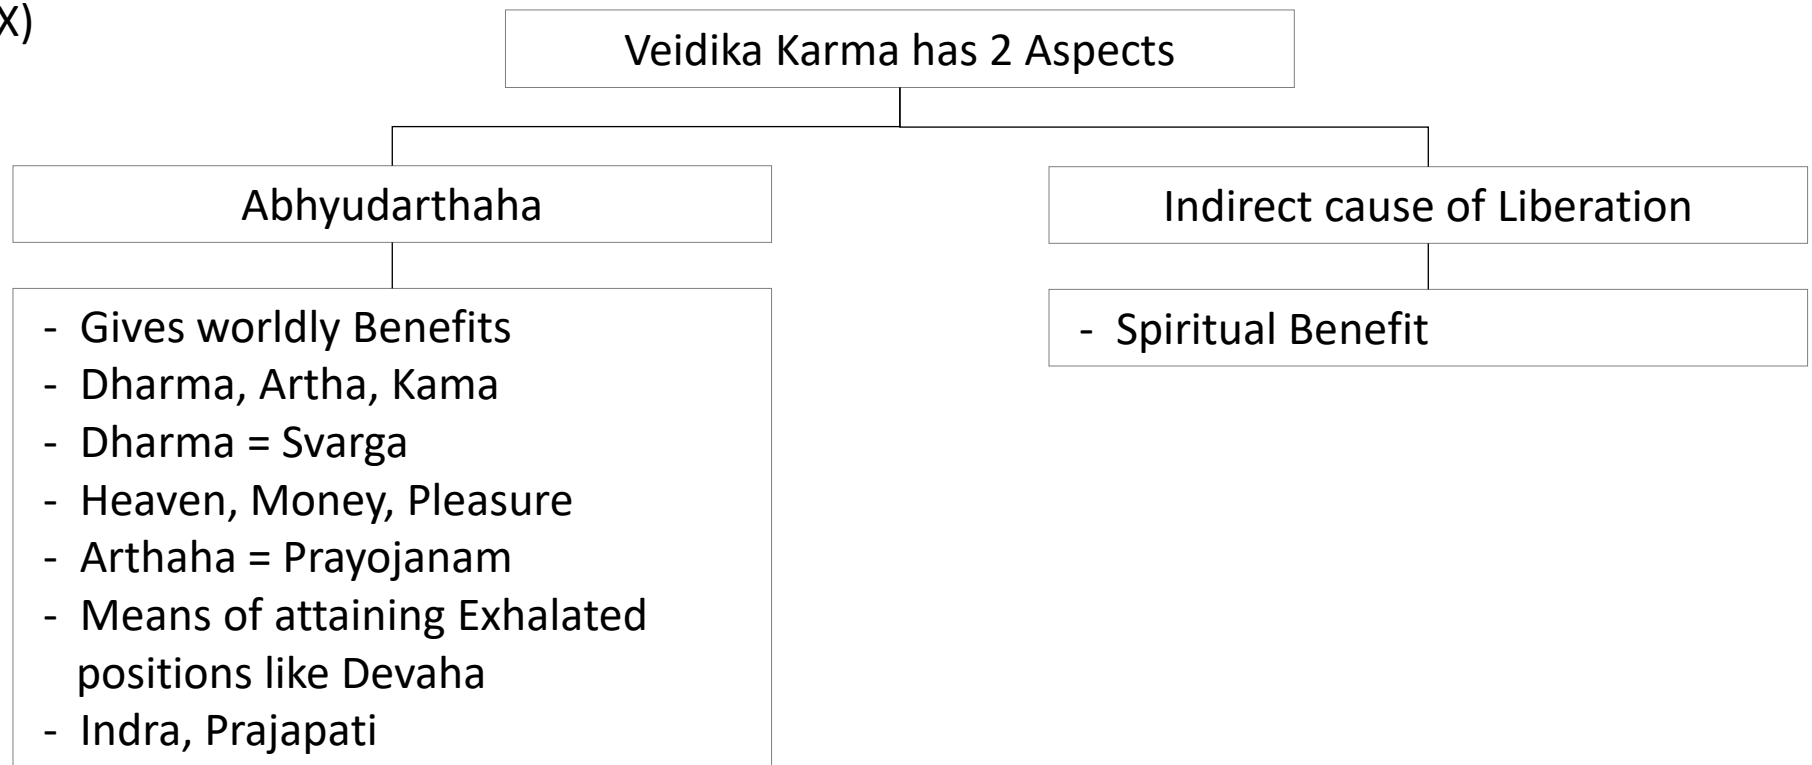 X)
Veidika Karma has 2 Aspects
Abhyudarthaha
Indirect cause of Liberation
- Gives worldly Benefits
- Dharma, Artha, Kama
- Dharma = Svarga
- Heaven, Money, Pleasure
- Arthaha = Prayojanam
- Means of attaining Exhalated
positions like Devaha
- Indra, Prajapati
- Spiritual Benefit